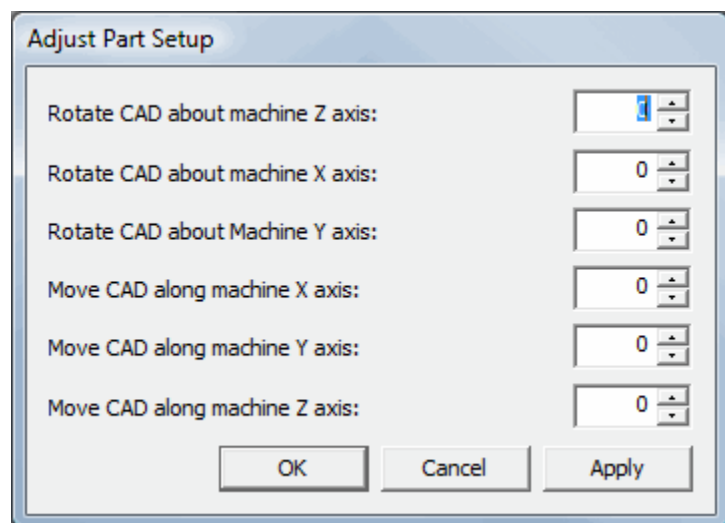 Adjust Part Setup
Rotate CAD about machine Z axis: 0
Rotate CAD about machine X axis: 0
Rotate CAD about Machine Y axis: 0
Move CAD along machine X axis: 0
Move CAD along machine Y axis: 0
Move CAD along machine Z axis: 0
OK Cancel Apply